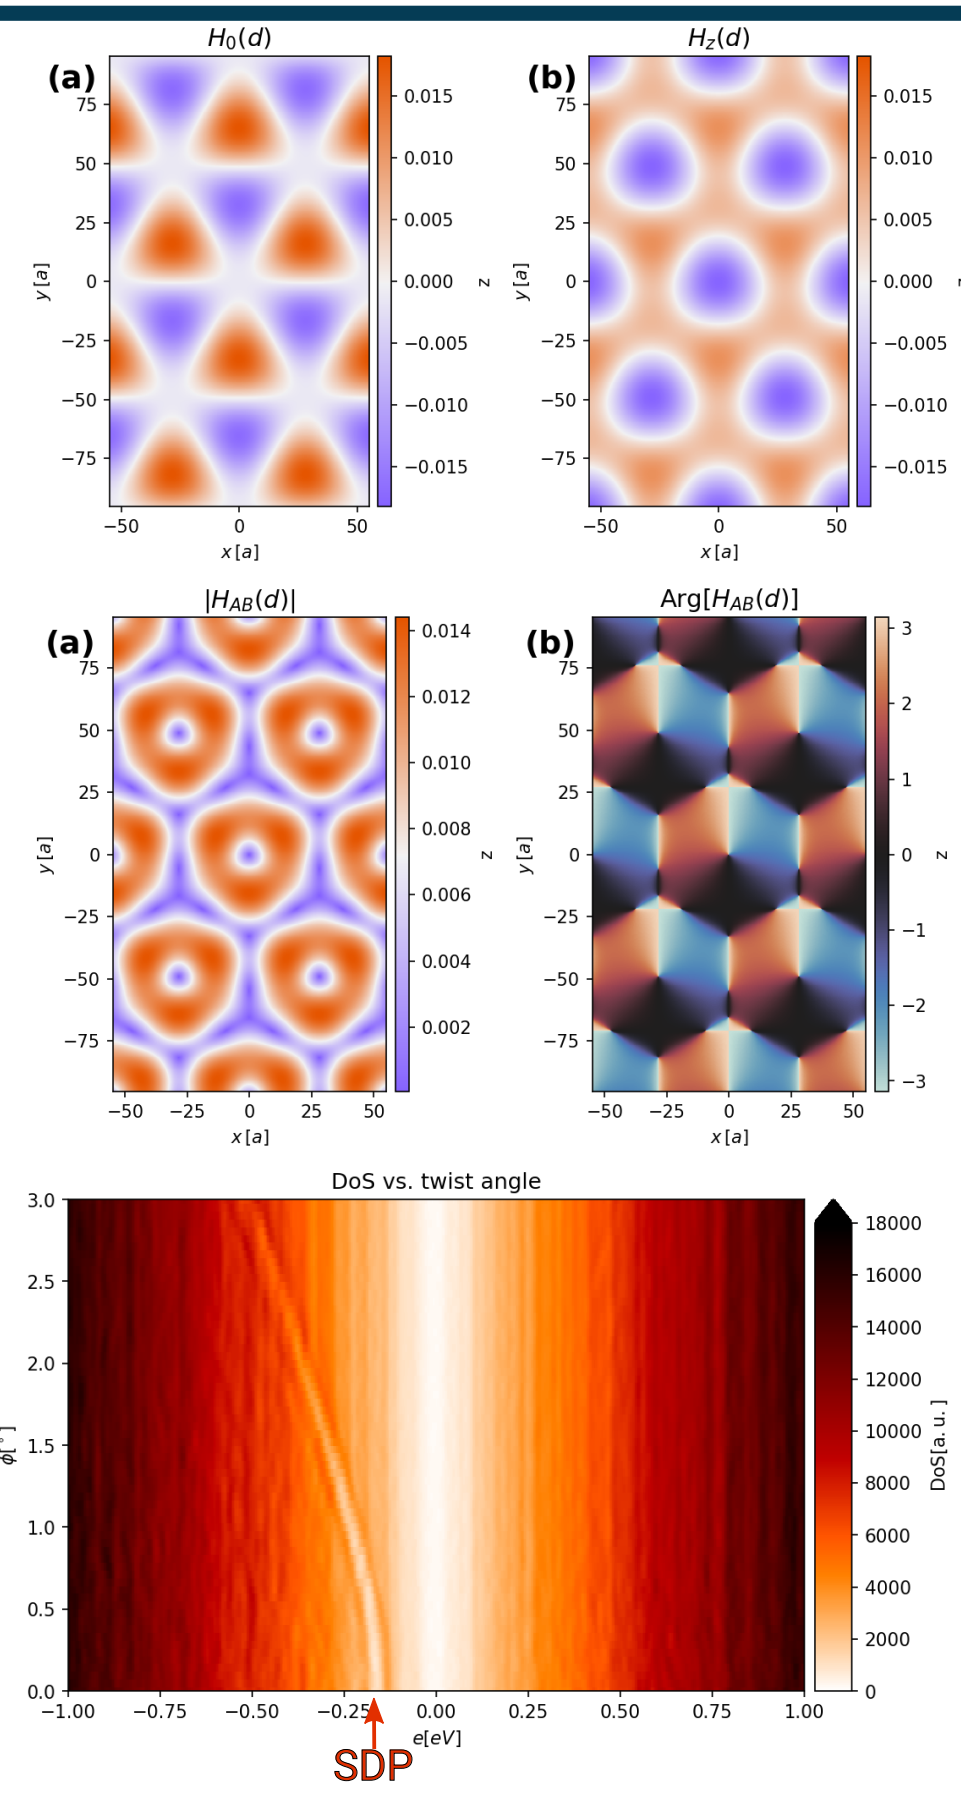 H₀(d)
(a)
75
50
25
0
−25
−50
−75
−50 0 50
x [a]
y [a]
0.015
0.010
0.005
0.000
−0.005
−0.010
−0.015
z
H_z(d)
(b)
75
50
25
0
−25
−50
−75
−50 0 50
x [a]
y [a]
0.015
0.010
0.005
0.000
−0.005
−0.010
−0.015
|H_AB(d)|
(a)
75
50
25
0
−25
−50
−75
−50 −25 0 25 50
x [a]
y [a]
0.014
0.012
0.010
0.008
0.006
0.004
0.002
z
Arg[H_AB(d)]
(b)
75
50
25
0
−25
−50
−75
−50 −25 0 25 50
x [a]
y [a]
3
2
1
0
−1
−2
−3
z
DoS vs. twist angle
3.0
2.5
2.0
1.5
1.0
0.5
0.0
ϕ[°]
−1.00 −0.75 −0.50 −0.25 0.00 0.25 0.50 0.75 1.00
e[eV]
18000
16000
14000
12000
10000
8000
6000
4000
2000
0
DoS[a.u.]
SDP